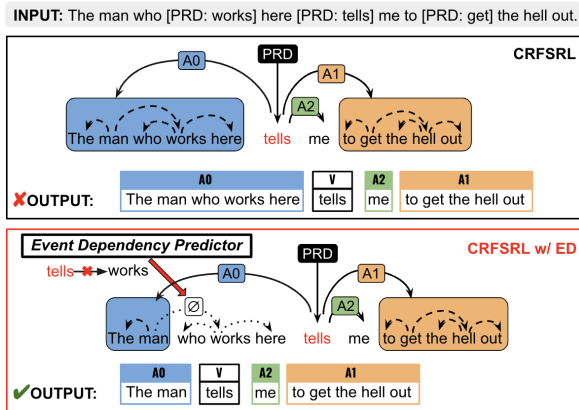 INPUT: The man who [PRD: works] here [PRD: tells] me to [PRD: get] the hell out.
CRFSRL
PRD
A0
A1
A2
The man who works here tells me to get the hell out
A0 V A2 A1
✘OUTPUT: The man who works here tells me to get the hell out
Event Dependency Predictor
CRFSRL w/ ED
tells works
PRD
A0
A1
∅
A2
The man who works here tells me to get the hell out
A0 V A2 A1
✔OUTPUT: The man tells me to get the hell out